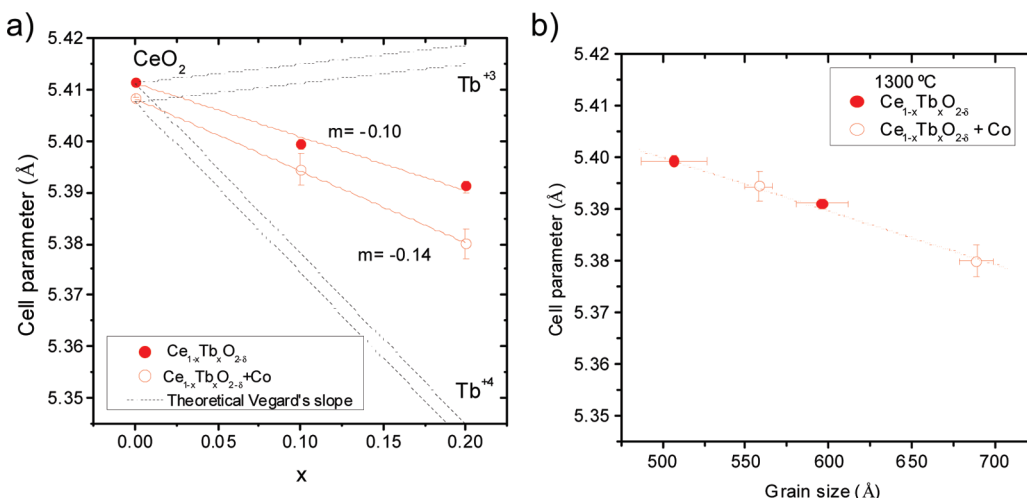 a)
5.42
5.41
5.40
5.39
5.38
5.37
5.36
5.35
Cell parameter (Å)
CeO₂
Tb⁺³
m= -0.10
m= -0.14
Tb⁺⁴
Ce₁₋ₓTbₓO₂₋δ
Ce₁₋ₓTbₓO₂₋δ+Co
Theoretical Vegard's slope
0.00 0.05 0.10 0.15 0.20
x
b)
5.42
5.41
5.40
5.39
5.38
5.37
5.36
5.35
Cell parameter (Å)
1300 ºC
Ce₁₋ₓTbₓO₂₋δ
Ce₁₋ₓTbₓO₂₋δ + Co
500 550 600 650 700
Grain size (Å)